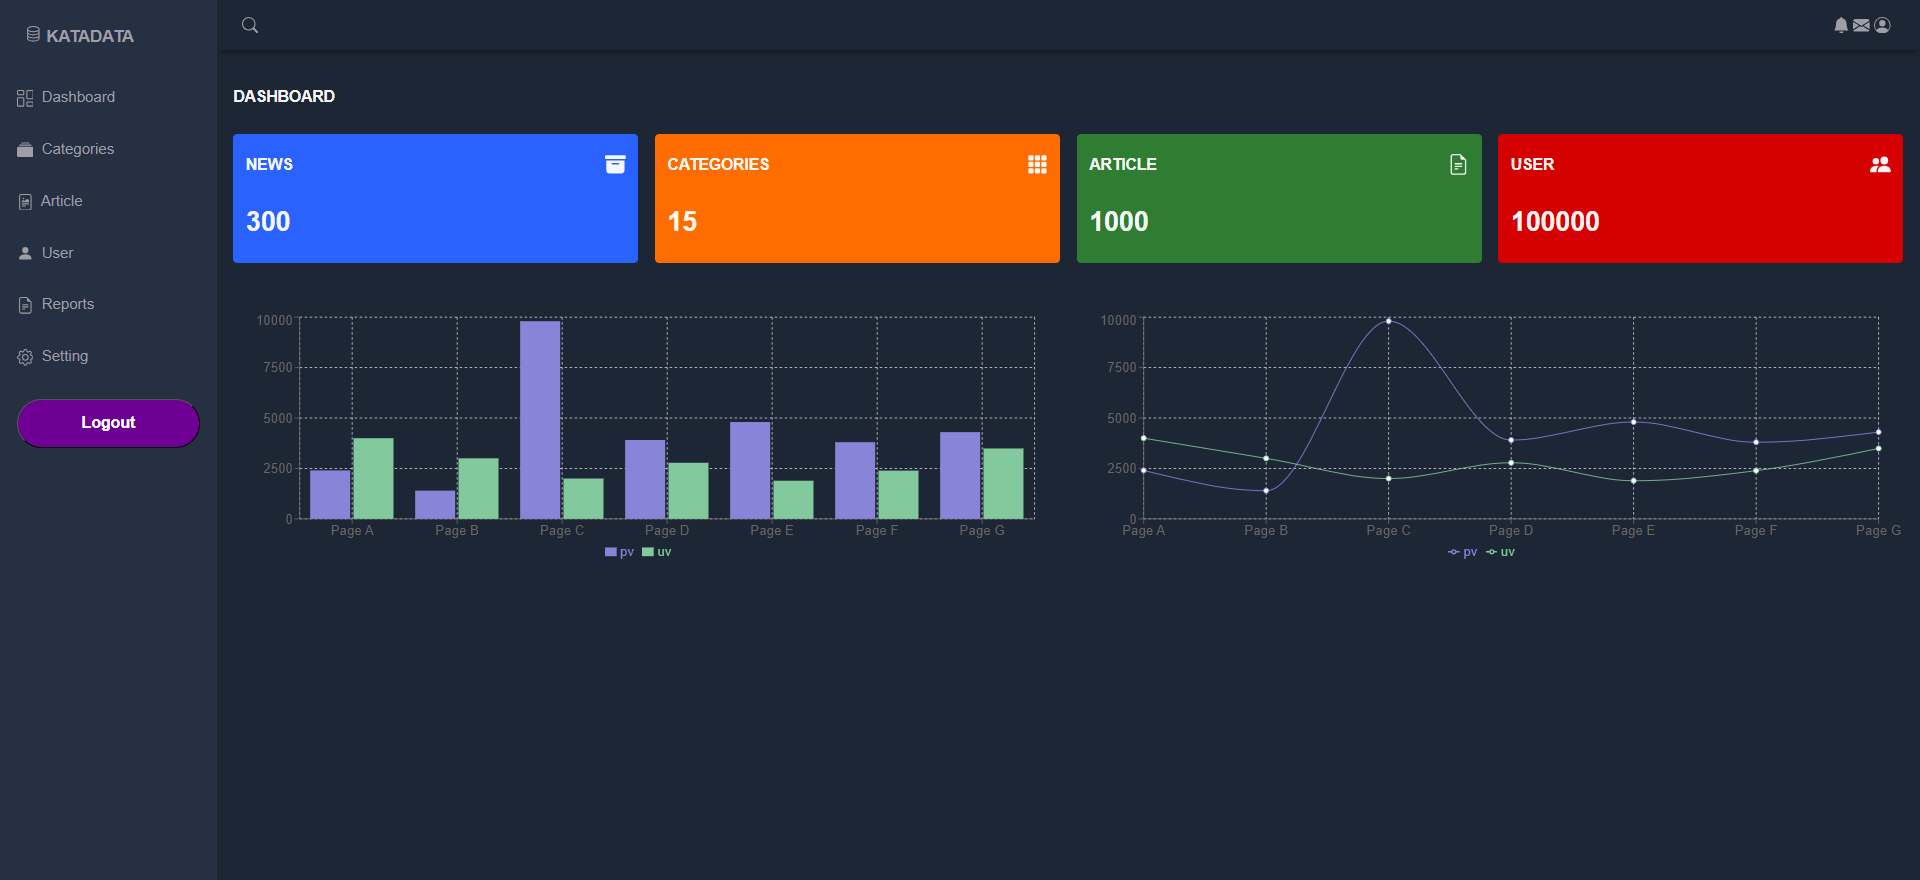 KATADATA
Dashboard
Categories
Article
User
Reports
Setting
Logout
DASHBOARD
NEWS
300
CATEGORIES
15
ARTICLE
1000
USER
100000
10000
7500
5000
2500
0
Page A Page B Page C Page D Page E Page F Page G
pv uv
10000
7500
5000
2500
0
Page A Page B Page C Page D Page E Page F Page G
pv uv